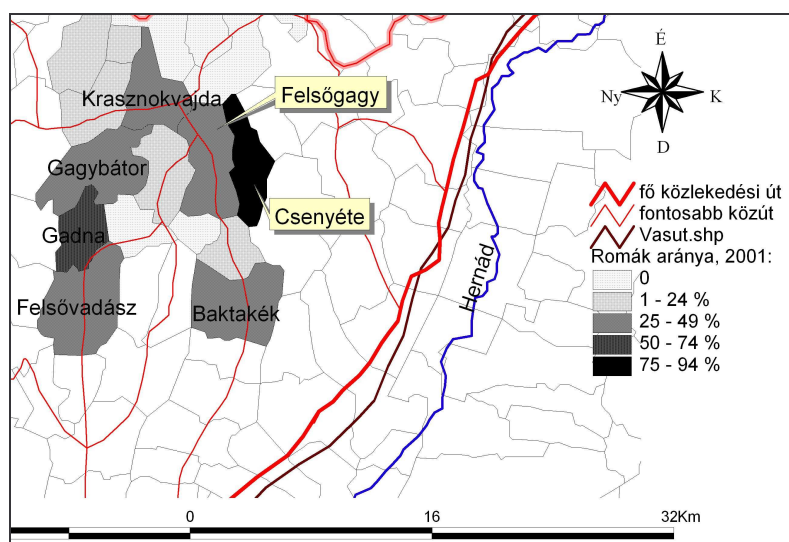 É
Ny
K
D
Krasznokvajda
Felsőgagy
Gagybátor
Csenyéte
Gadna
Felsővadász
Baktakék
Hernád
fő közlekedési út
fontosabb közút
Vasut.shp
Romák aránya, 2001:
0
1 - 24 %
25 - 49 %
50 - 74 %
75 - 94 %
0
16
32Km